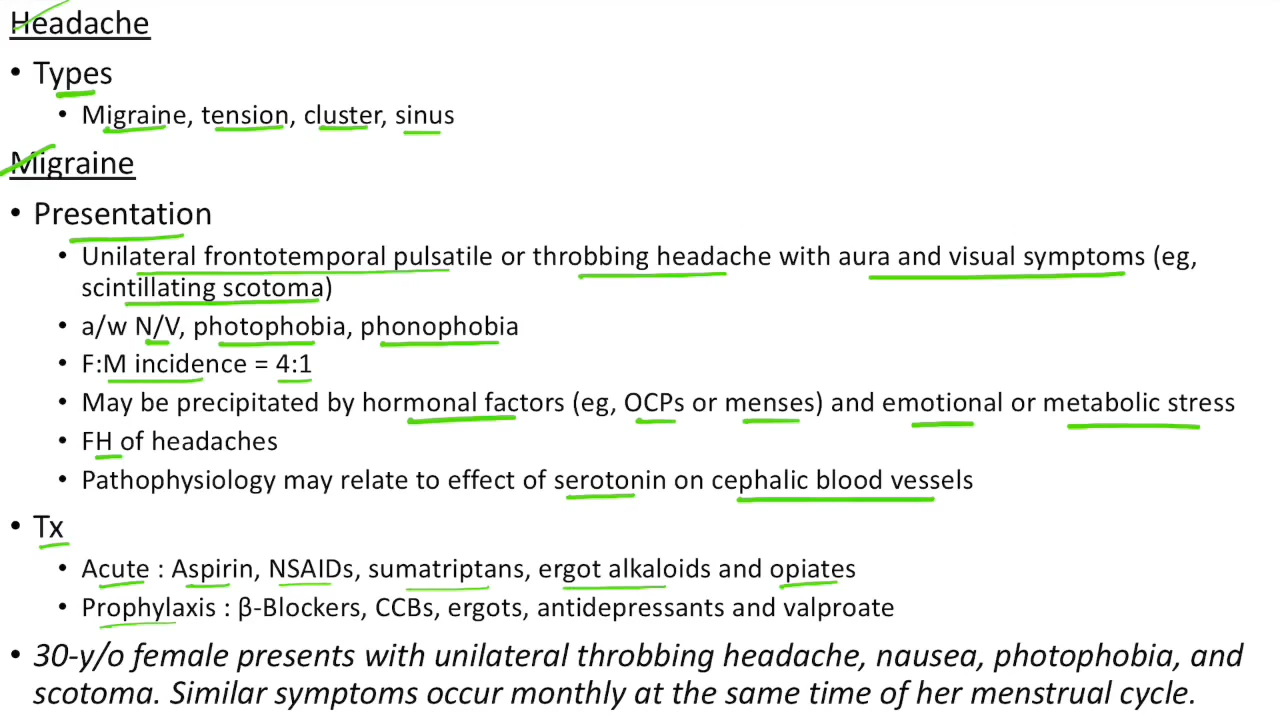 Headache
• Types
• Migraine, tension, cluster, sinus
Migraine
• Presentation
• Unilateral frontotemporal pulsatile or throbbing headache with aura and visual symptoms (eg,
scintillating scotoma)
• a/w N/V, photophobia, phonophobia
• F:M incidence = 4:1
• May be precipitated by hormonal factors (eg, OCPs or menses) and emotional or metabolic stress
• FH of headaches
• Pathophysiology may relate to effect of serotonin on cephalic blood vessels
• Tx
• Acute : Aspirin, NSAIDs, sumatriptans, ergot alkaloids and opiates
• Prophylaxis : β-Blockers, CCBs, ergots, antidepressants and valproate
• 30-y/o female presents with unilateral throbbing headache, nausea, photophobia, and
scotoma. Similar symptoms occur monthly at the same time of her menstrual cycle.